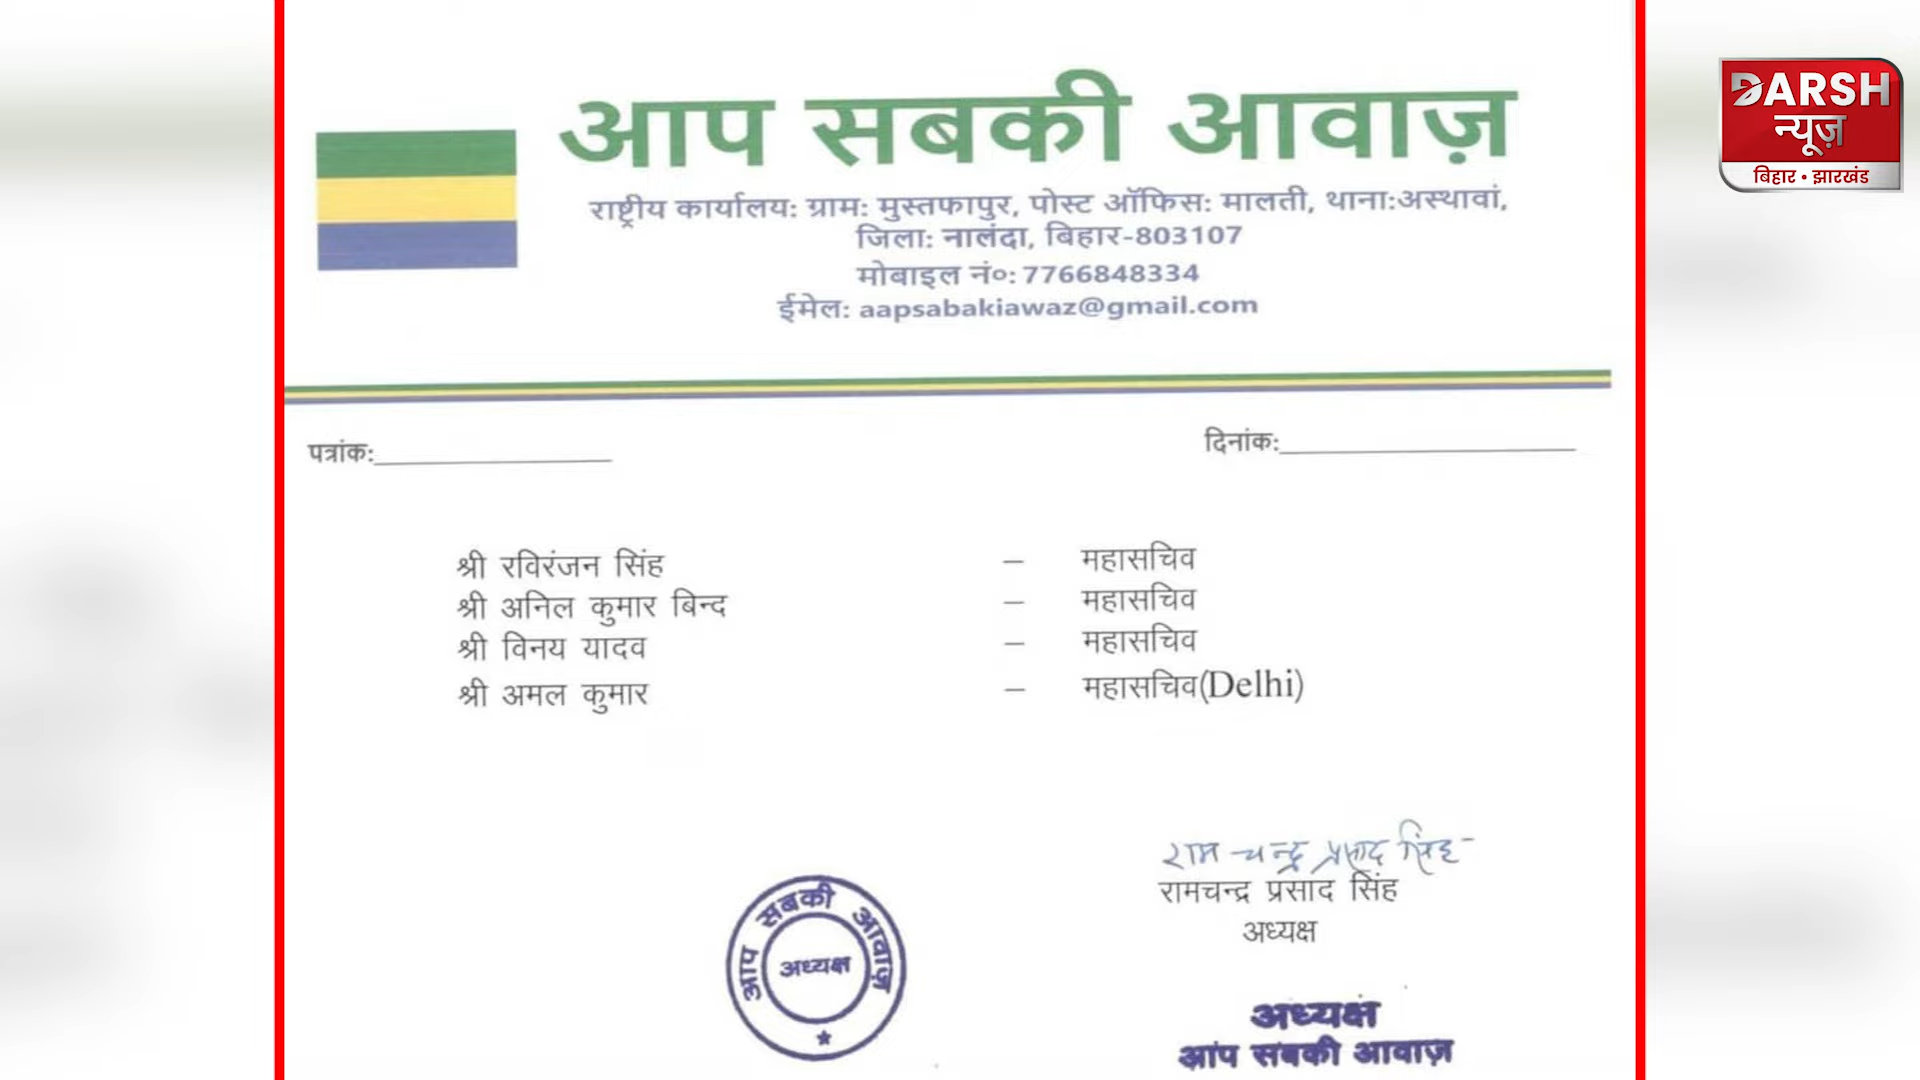 आप सबकी आवाज़
राष्ट्रीय कार्यालय: ग्राम: मुस्तफापुर, पोस्ट ऑफिस: मालती, थाना:अस्थावां,
जिला: नालंदा, बिहार-803107
मोबाइल नं०: 7766848334
ईमेल: aapsabakiawaz@gmail.com
DARSH
न्यूज़
बिहार • झारखंड
पत्रांक:
दिनांक:
श्री रविरंजन सिंह – महासचिव
श्री अनिल कुमार बिन्द – महासचिव
श्री विनय यादव – महासचिव
श्री अमल कुमार – महासचिव(Delhi)
रामचन्द्र प्रसाद सिंह
रामचन्द्र प्रसाद सिंह
अध्यक्ष
आप सबकी आवाज़
अध्यक्ष
अध्यक्ष
आप सबकी आवाज़